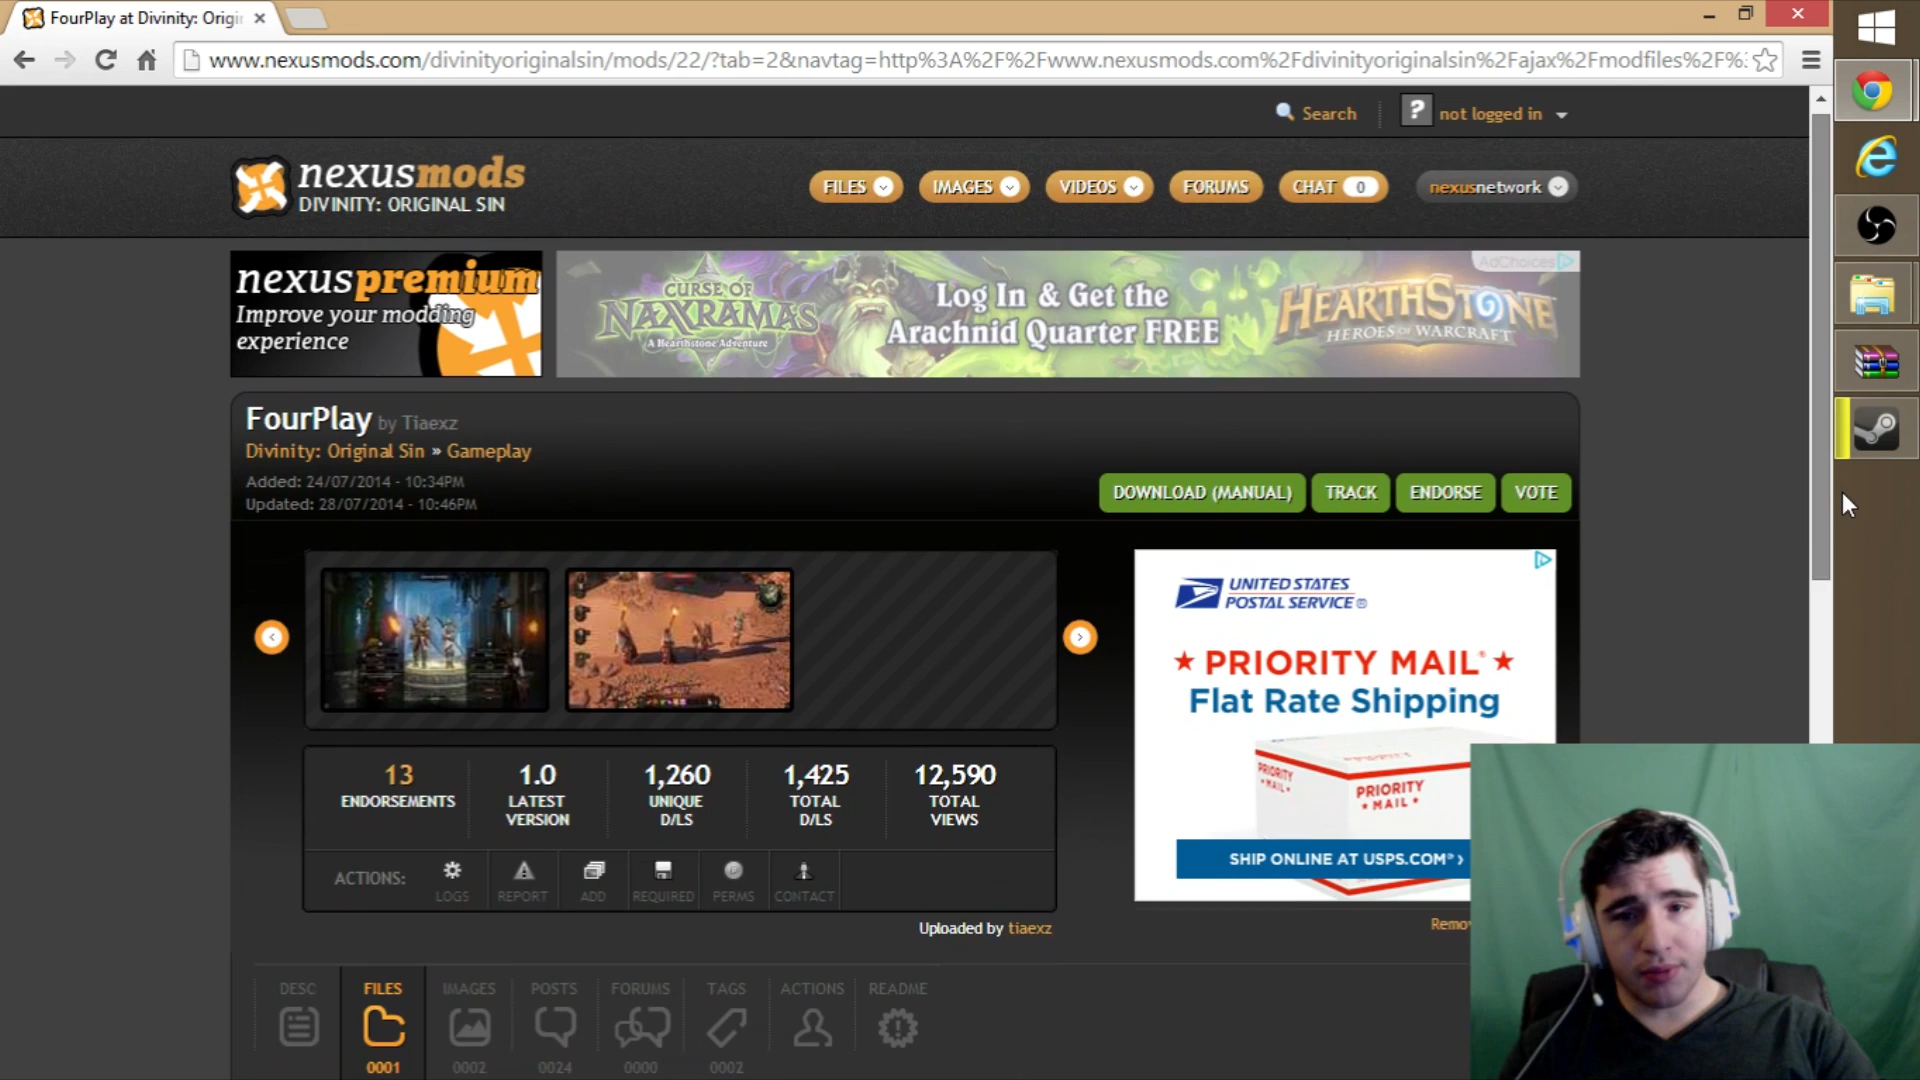 FourPlay at Divinity: Origi
www.nexusmods.com/divinityoriginalsin/mods/22/?tab=2&navtag=http%3A%2F%2Fwww.nexusmods.com%2Fdivinityoriginalsin%2Fajax%2Fmodfiles%2F%:
Search
? not logged in
nexusmods
DIVINITY: ORIGINAL SIN
FILES IMAGES VIDEOS FORUMS CHAT 0 nexusnetwork
nexuspremium
Improve your modding
experience
AdChoices
CURSE OF
NAXXRAMAS
A Hearthstone Adventure
Log In & Get the
Arachnid Quarter FREE
HEARTHSTONE
HEROES OF WARCRAFT
FourPlay by Tiaexz
Divinity: Original Sin » Gameplay
Added: 24/07/2014 - 10:34PM
Updated: 28/07/2014 - 10:46PM
DOWNLOAD (MANUAL) TRACK ENDORSE VOTE
UNITED STATES
POSTAL SERVICE ®
★ PRIORITY MAIL® ★
Flat Rate Shipping
PRIORITY
MAIL★
PRIORITY
★ MAIL ★
SHIP ONLINE AT USPS.COM® ›
13 1.0 1,260 1,425 12,590
ENDORSEMENTS LATEST VERSION UNIQUE D/LS TOTAL D/LS TOTAL VIEWS
ACTIONS: LOGS REPORT ADD REQUIRED PERMS CONTACT
Uploaded by tiaexz
Remov
DESC FILES IMAGES POSTS FORUMS TAGS ACTIONS README
0001 0002 0024 0000 0002